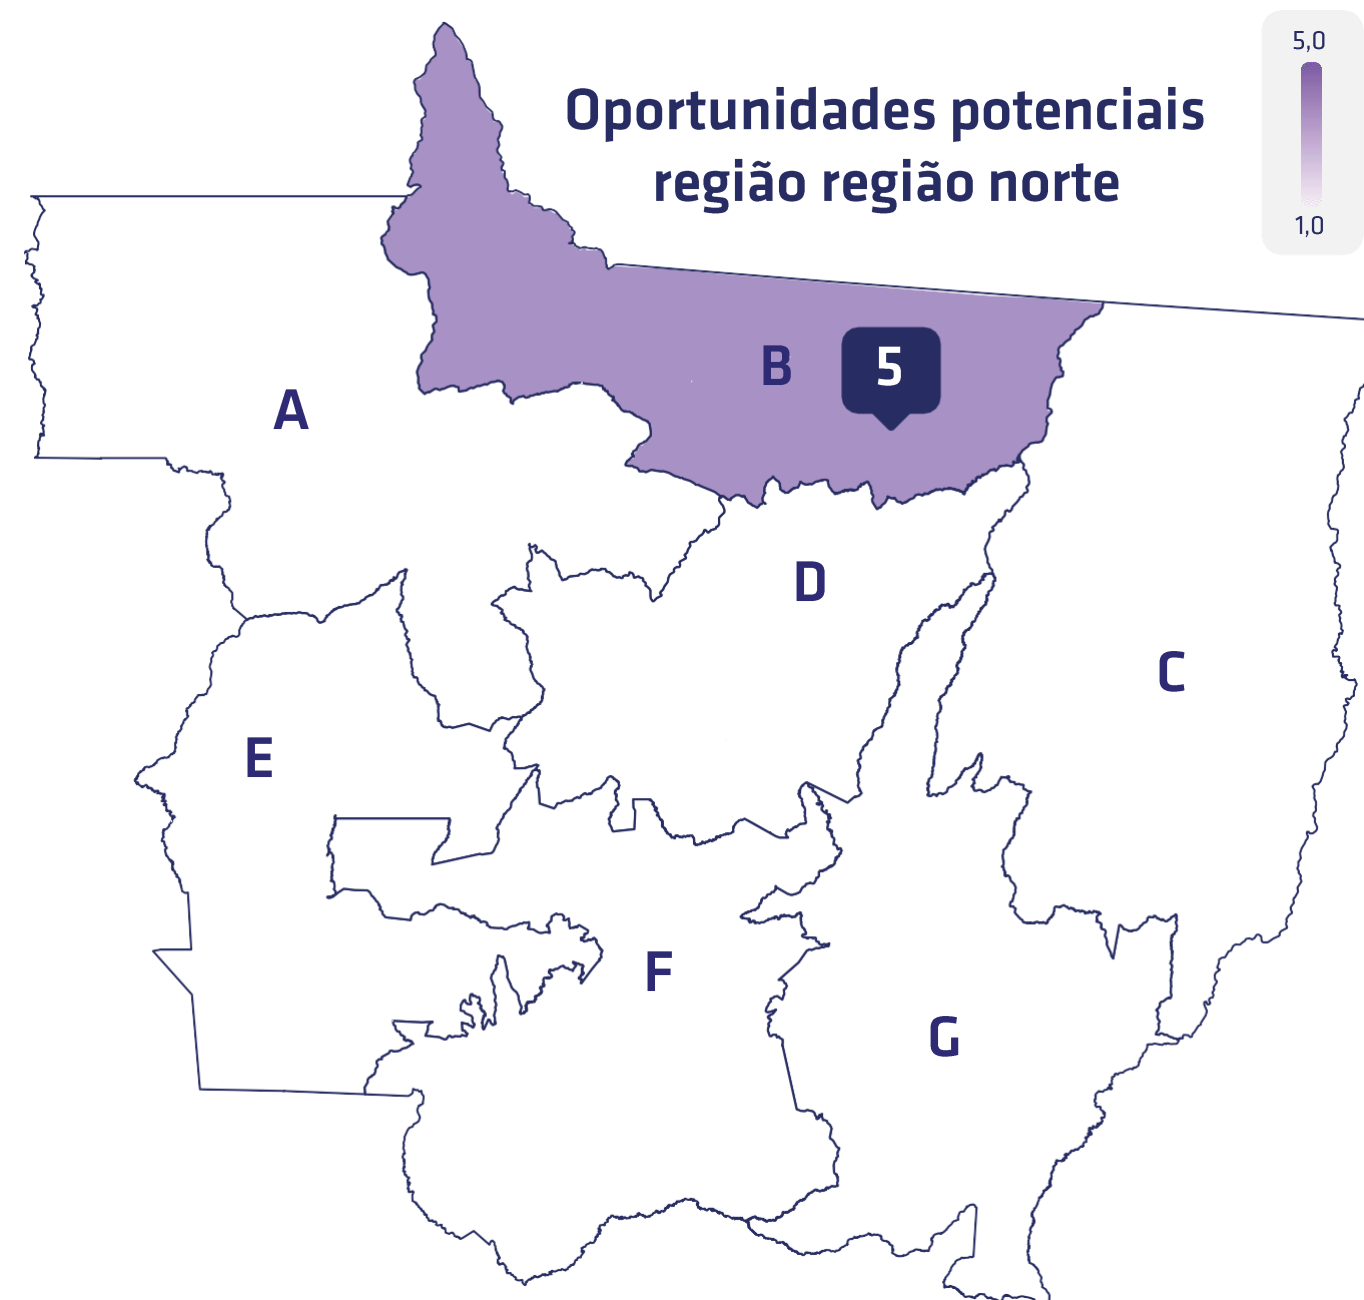 Oportunidades potenciais
região região norte
5,0
1,0
B
5
A
D
C
E
F
G